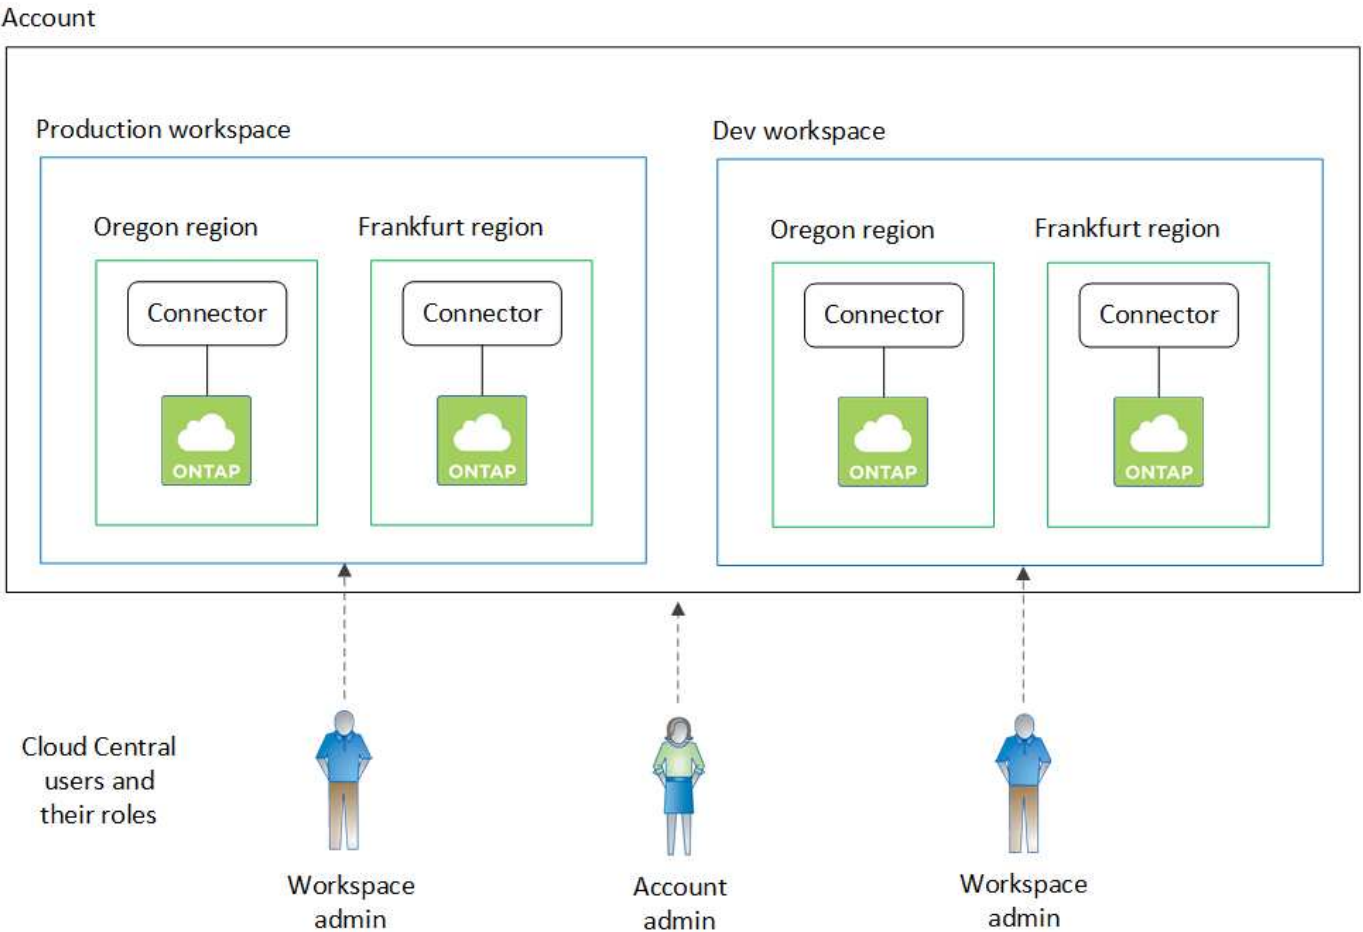 Account
Production workspace
Dev workspace
Oregon region
Frankfurt region
Oregon region
Frankfurt region
Connector
Connector
Connector
Connector
ONTAP
ONTAP
ONTAP
ONTAP
Cloud Central
users and
their roles
Workspace
admin
Account
admin
Workspace
admin